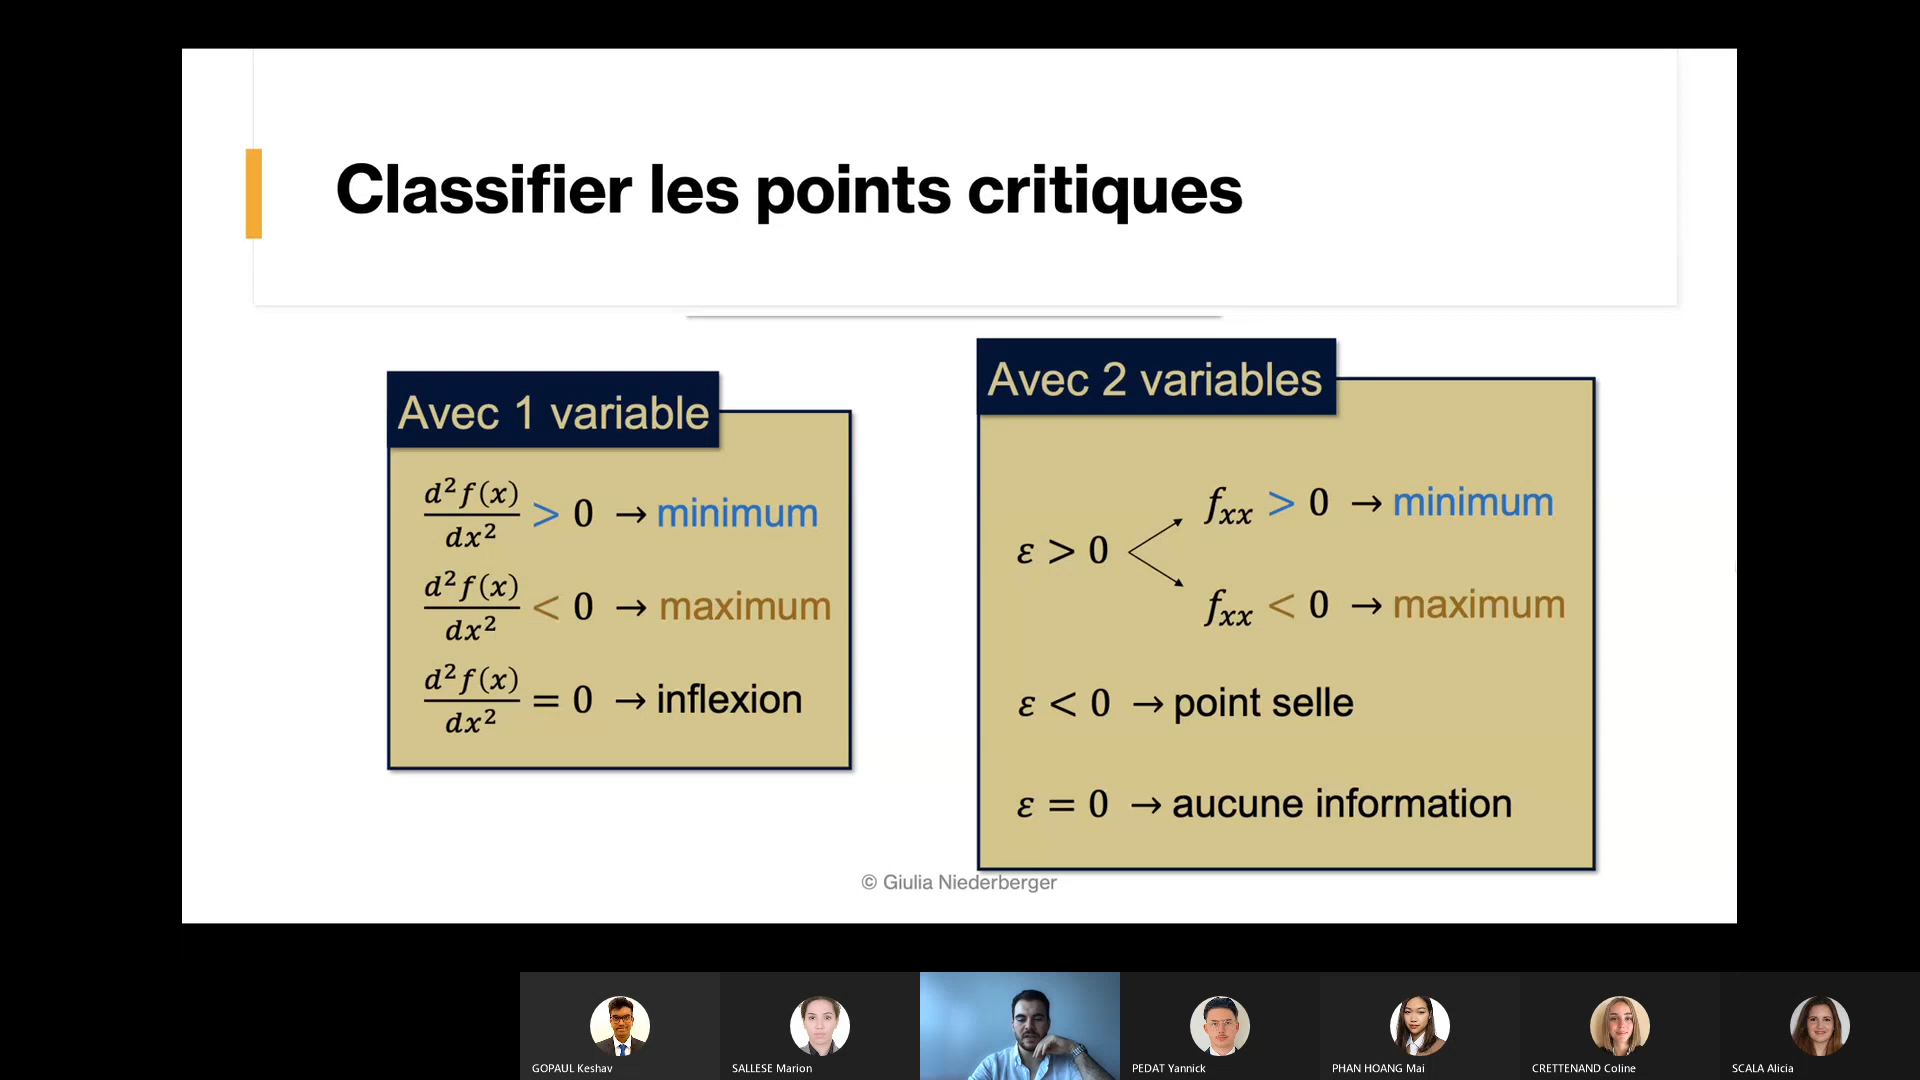 Classifier les points critiques
Avec 1 variable
d²f(x)/dx² > 0 → minimum
d²f(x)/dx² < 0 → maximum
d²f(x)/dx² = 0 → inflexion
Avec 2 variables
ε > 0
fₓₓ > 0 → minimum
fₓₓ < 0 → maximum
ε < 0 → point selle
ε = 0 → aucune information
© Giulia Niederberger
GOPAUL Keshav
SALLESE Marion
PEDAT Yannick
PHAN HOANG Mai
CRETTENAND Coline
SCALA Alicia